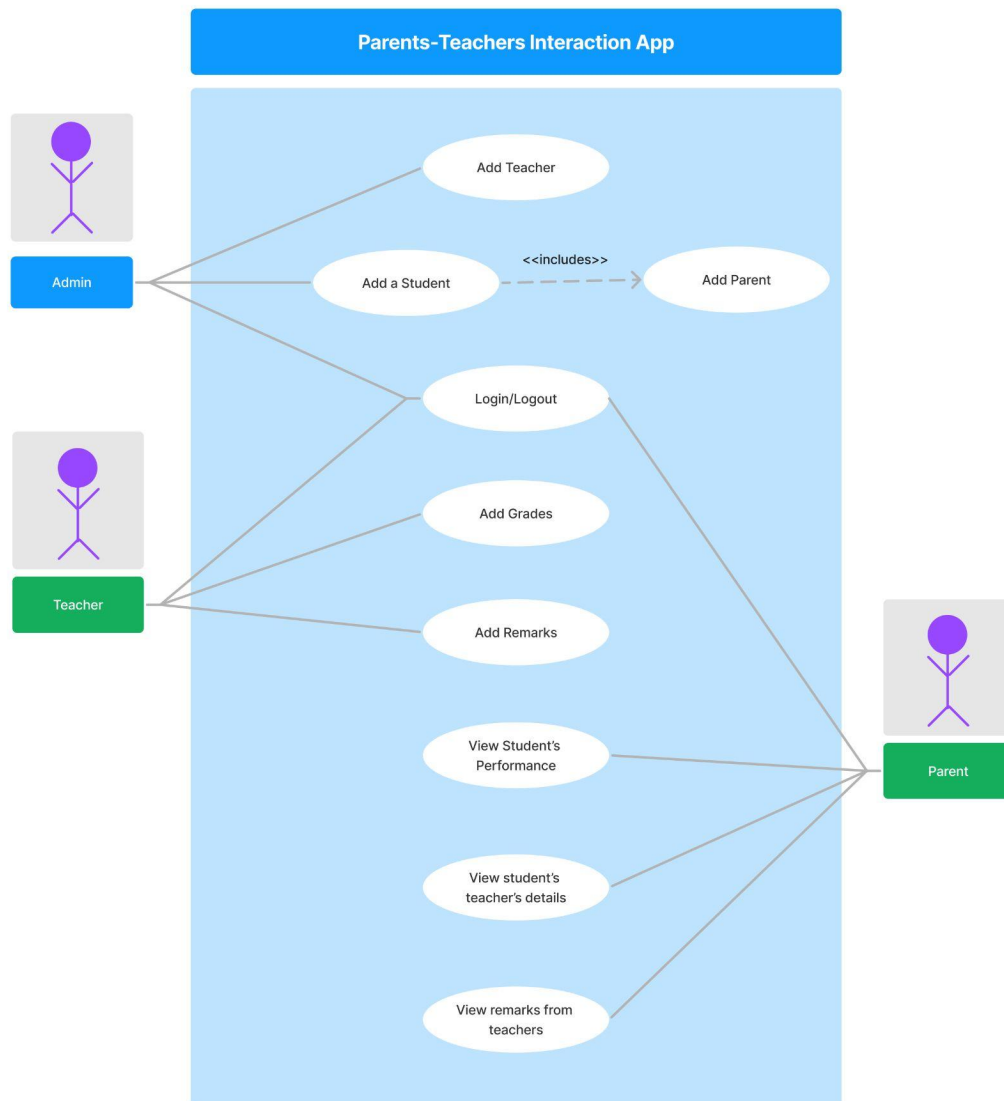 Parents-Teachers Interaction App
Add Teacher
Admin
Add a Student
<<includes>>
Add Parent
Login/Logout
Add Grades
Teacher
Add Remarks
View Student’s
Performance
Parent
View student’s
teacher’s details
View remarks from
teachers